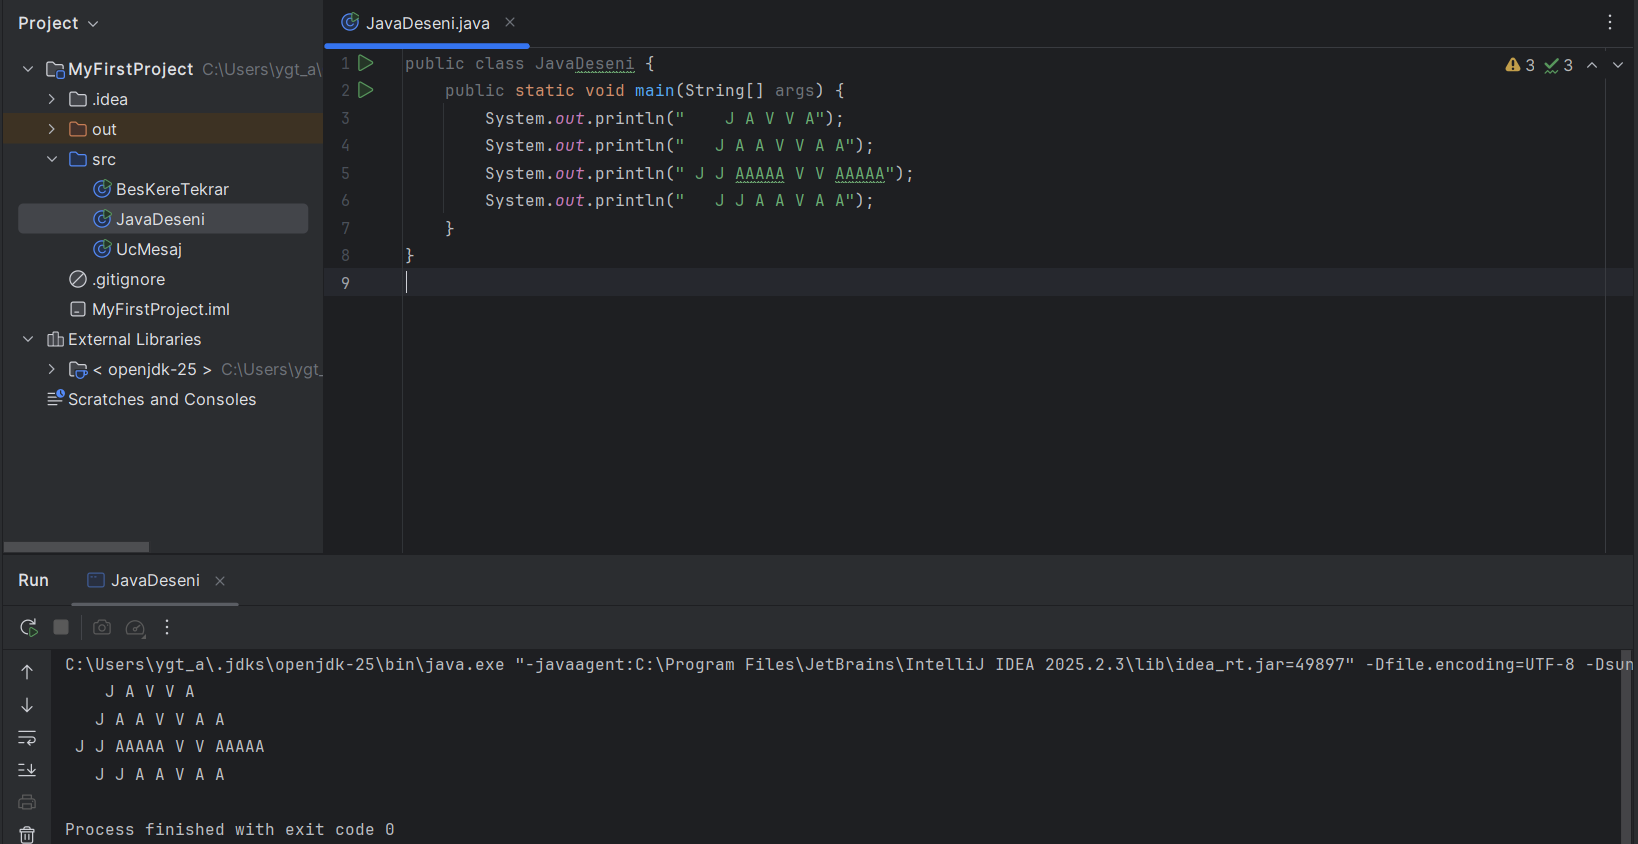 Project
MyFirstProject C:\Users\ygt_a\
.idea
out
src
BesKereTekrar
JavaDeseni
UcMesaj
.gitignore
MyFirstProject.iml
External Libraries
< openjdk-25 > C:\Users\ygt_
Scratches and Consoles
JavaDeseni.java
3 3
1 public class JavaDeseni {
2     public static void main(String[] args) {
3         System.out.println("    J A V V A");
4         System.out.println("   J A A V V A A");
5         System.out.println(" J J AAAAA V V AAAAA");
6         System.out.println("   J J A A V A A");
7     }
8 }
9
Run JavaDeseni
C:\Users\ygt_a\.jdks\openjdk-25\bin\java.exe "-javaagent:C:\Program Files\JetBrains\IntelliJ IDEA 2025.2.3\lib\idea_rt.jar=49897" -Dfile.encoding=UTF-8 -Dsun
    J A V V A
   J A A V V A A
 J J AAAAA V V AAAAA
   J J A A V A A
Process finished with exit code 0